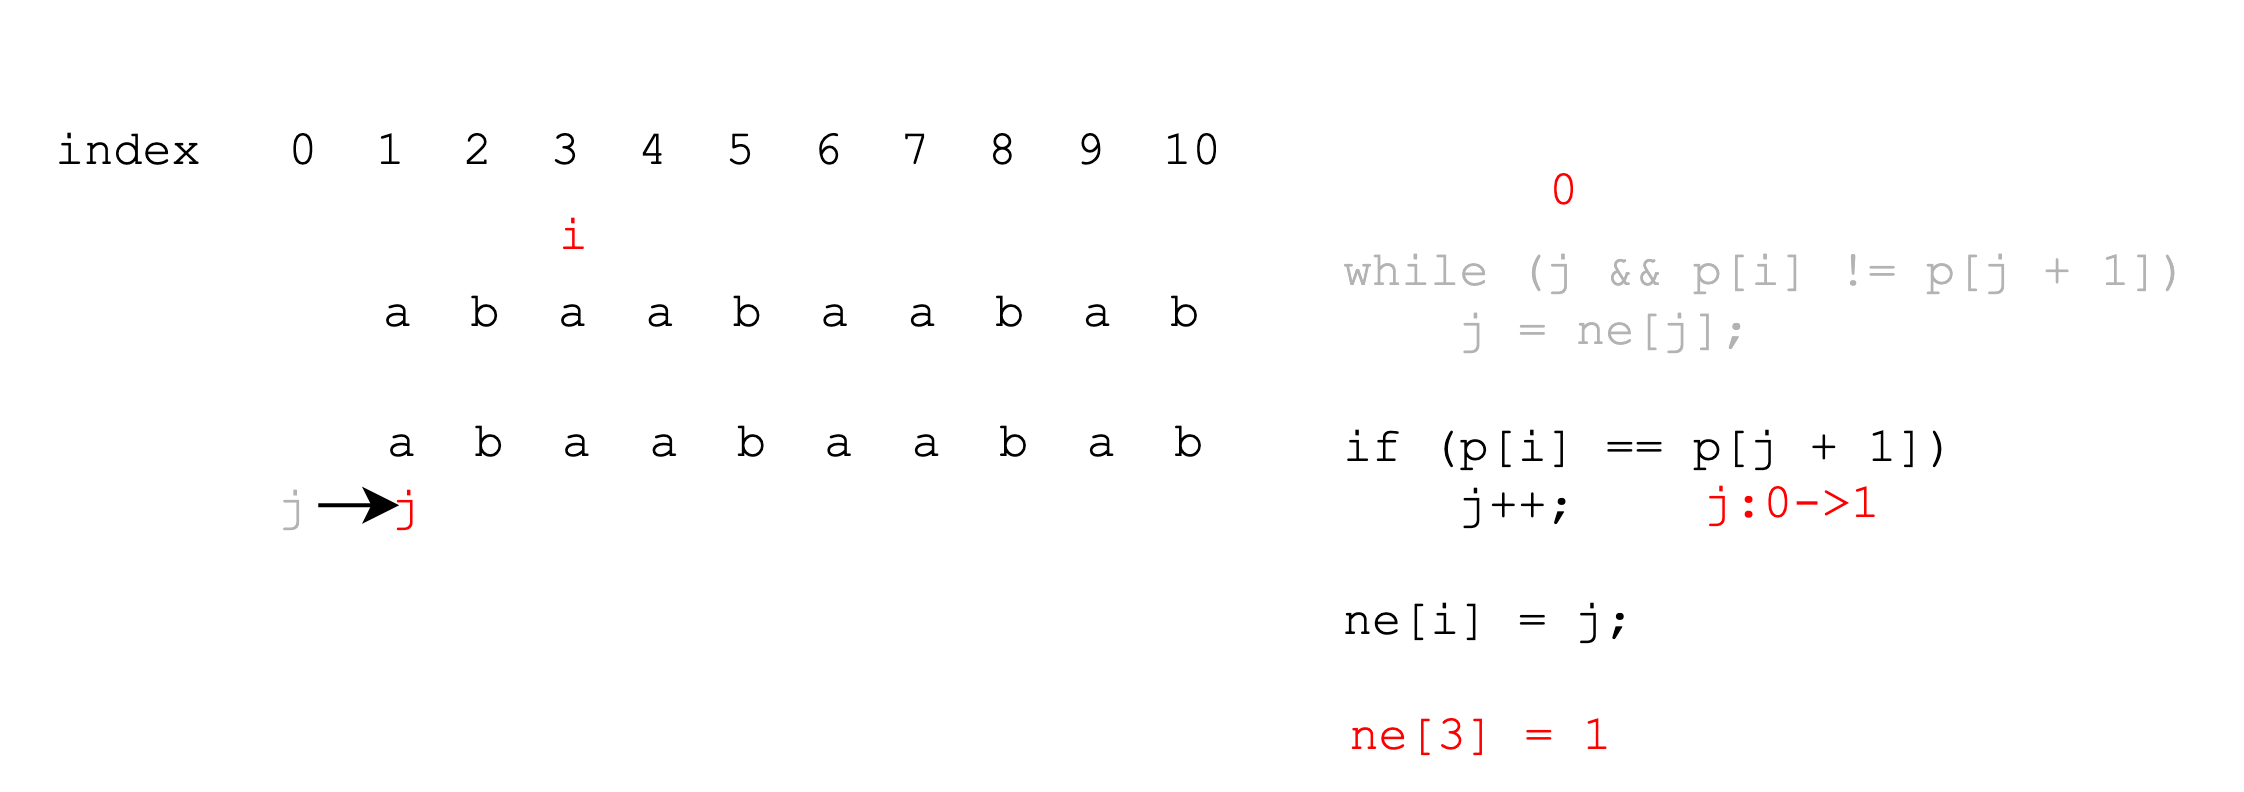 index 0 1 2 3 4 5 6 7 8 9 10
i
a b a a b a a b a b
a b a a b a a b a b
j j
0
while (j && p[i] != p[j + 1])
j = ne[j];
if (p[i] == p[j + 1])
j++; j:0->1
ne[i] = j;
ne[3] = 1